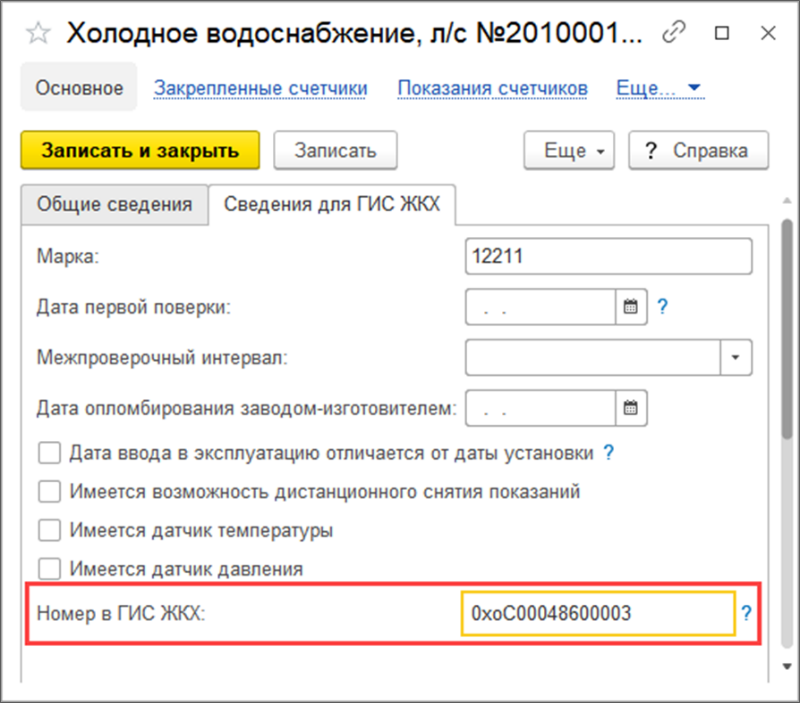 Холодное водоснабжение, л/с №2010001...
Основное Закрепленные счетчики Показания счетчиков Еще...
Записать и закрыть Записать Еще ? Справка
Общие сведения Сведения для ГИС ЖКХ
Марка: 12211
Дата первой поверки: . . ?
Межпроверочный интервал:
Дата опломбирования заводом-изготовителем: . .
Дата ввода в эксплуатацию отличается от даты установки ?
Имеется возможность дистанционного снятия показаний
Имеется датчик температуры
Имеется датчик давления
Номер в ГИС ЖКХ: 0хоС00048600003 ?